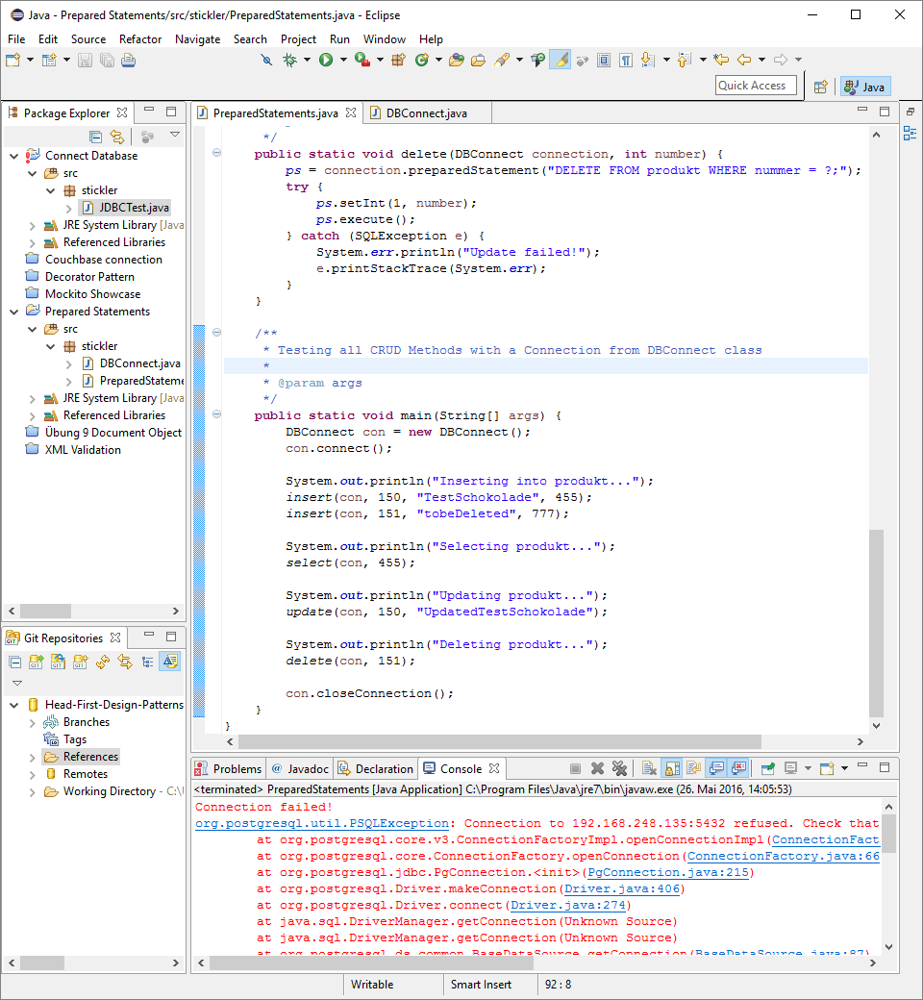 Java - Prepared Statements/src/stickler/PreparedStatements.java - Eclipse
File Edit Source Refactor Navigate Search Project Run Window Help
Quick Access
Java
Package Explorer
Connect Database
src
stickler
JDBCTest.java
JRE System Library [Java
Referenced Libraries
Couchbase connection
Decorator Pattern
Mockito Showcase
Prepared Statements
src
stickler
DBConnect.java
PreparedStateme
JRE System Library [Java
Referenced Libraries
Übung 9 Document Object
XML Validation
Git Repositories
Head-First-Design-Patterns
Branches
Tags
References
Remotes
Working Directory - C:\U
PreparedStatements.java
DBConnect.java
*/
public static void delete(DBConnect connection, int number) {
ps = connection.preparedStatement("DELETE FROM produkt WHERE nummer = ?;");
try {
ps.setInt(1, number);
ps.execute();
} catch (SQLException e) {
System.err.println("Update failed!");
e.printStackTrace(System.err);
}
}
/**
* Testing all CRUD Methods with a Connection from DBConnect class
*
* @param args
*/
public static void main(String[] args) {
DBConnect con = new DBConnect();
con.connect();
System.out.println("Inserting into produkt...");
insert(con, 150, "TestSchokolade", 455);
insert(con, 151, "tobeDeleted", 777);
System.out.println("Selecting produkt...");
select(con, 455);
System.out.println("Updating produkt...");
update(con, 150, "UpdatedTestSchokolade");
System.out.println("Deleting produkt...");
delete(con, 151);
con.closeConnection();
}
}
Problems @ Javadoc Declaration Console
<terminated> PreparedStatements [Java Application] C:\Program Files\Java\jre7\bin\javaw.exe (26. Mai 2016, 14:05:53)
Connection failed!
org.postgresql.util.PSQLException: Connection to 192.168.248.135:5432 refused. Check that
at org.postgresql.core.v3.ConnectionFactoryImpl.openConnectionImpl(ConnectionFact
at org.postgresql.core.ConnectionFactory.openConnection(ConnectionFactory.java:66
at org.postgresql.jdbc.PgConnection.<init>(PgConnection.java:215)
at org.postgresql.Driver.makeConnection(Driver.java:406)
at org.postgresql.Driver.connect(Driver.java:274)
at java.sql.DriverManager.getConnection(Unknown Source)
at java.sql.DriverManager.getConnection(Unknown Source)
at org.postgresql.ds.common.BaseDataSource.getConnection(BaseDataSource.java:87)
Writable
Smart Insert
92 : 8